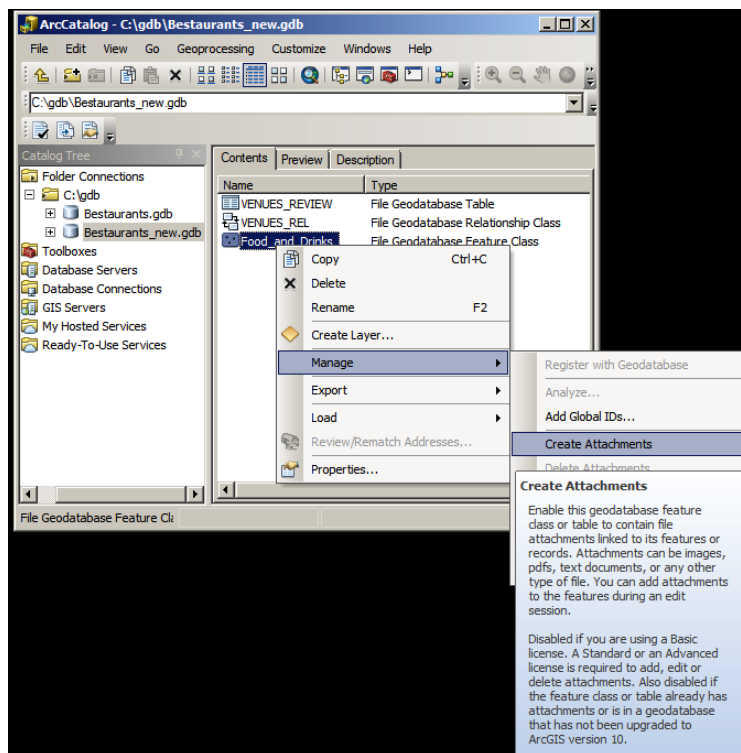 ArcCatalog - C:\gdb\Bestaurants_new.gdb
File Edit View Go Geoprocessing Customize Windows Help
C:\gdb\Bestaurants_new.gdb
Catalog Tree
Folder Connections
C:\gdb
Bestaurants.gdb
Bestaurants_new.gdb
Toolboxes
Database Servers
Database Connections
GIS Servers
My Hosted Services
Ready-To-Use Services
Contents Preview Description
Name Type
VENUES_REVIEW File Geodatabase Table
VENUES_REL File Geodatabase Relationship Class
Food_and_Drinks File Geodatabase Feature Class
Copy Ctrl+C
Delete
Rename F2
Create Layer...
Manage
Export
Load
Review/Rematch Addresses...
Properties...
Register with Geodatabase
Analyze...
Add Global IDs...
Create Attachments
Delete Attachments
Create Attachments
Enable this geodatabase feature
class or table to contain file
attachments linked to its features or
records. Attachments can be images,
pdfs, text documents, or any other
type of file. You can add attachments
to the features during an edit
session.
Disabled if you are using a Basic
license. A Standard or an Advanced
license is required to add, edit or
delete attachments. Also disabled if
the feature class or table already has
attachments or is in a geodatabase
that has not been upgraded to
ArcGIS version 10.
File Geodatabase Feature Cla